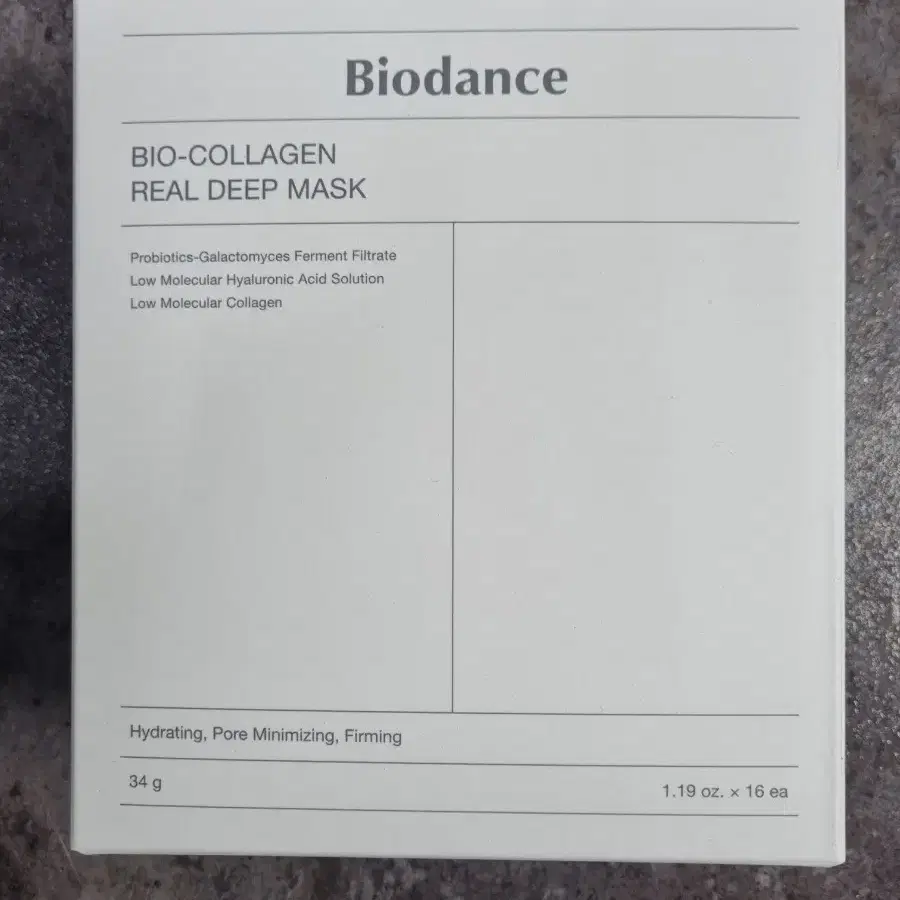 Biodance
BIO-COLLAGEN
REAL DEEP MASK
Probiotics-Galactomyces Ferment Filtrate
Low Molecular Hyaluronic Acid Solution
Low Molecular Collagen
Hydrating, Pore Minimizing, Firming
34 g
1.19 oz. × 16 ea